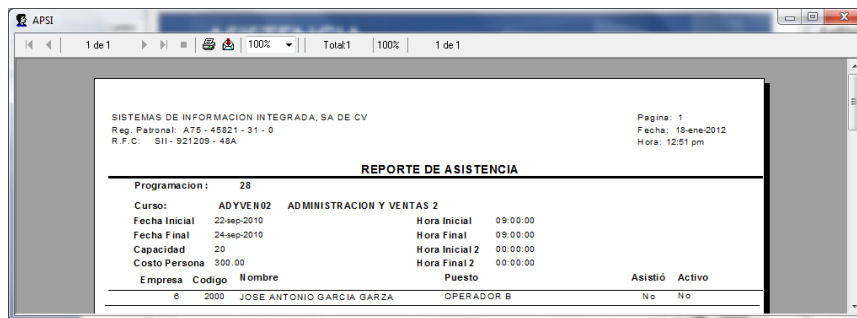 APSI
1 de 1 100% Total:1 100% 1 de 1
SISTEMAS DE INFORMACION INTEGRADA, SA DE CV Pagina: 1
Reg. Patronal: A75 - 45821 - 31 - 0 Fecha: 18-ene-2012
R.F.C: SII - 921209 - 48A Hora: 12:51 pm
REPORTE DE ASISTENCIA
Programacion : 28
Curso: ADYVEN02 ADMINISTRACION Y VENTAS 2
Fecha Inicial 22-sep-2010 Hora Inicial 09:00:00
Fecha Final 24-sep-2010 Hora Final 09:00:00
Capacidad 20 Hora Inicial 2 00:00:00
Costo Persona 300.00 Hora Final 2 00:00:00
Empresa Codigo Nombre Puesto Asistió Activo
6 2000 JOSE ANTONIO GARCIA GARZA OPERADOR B No No